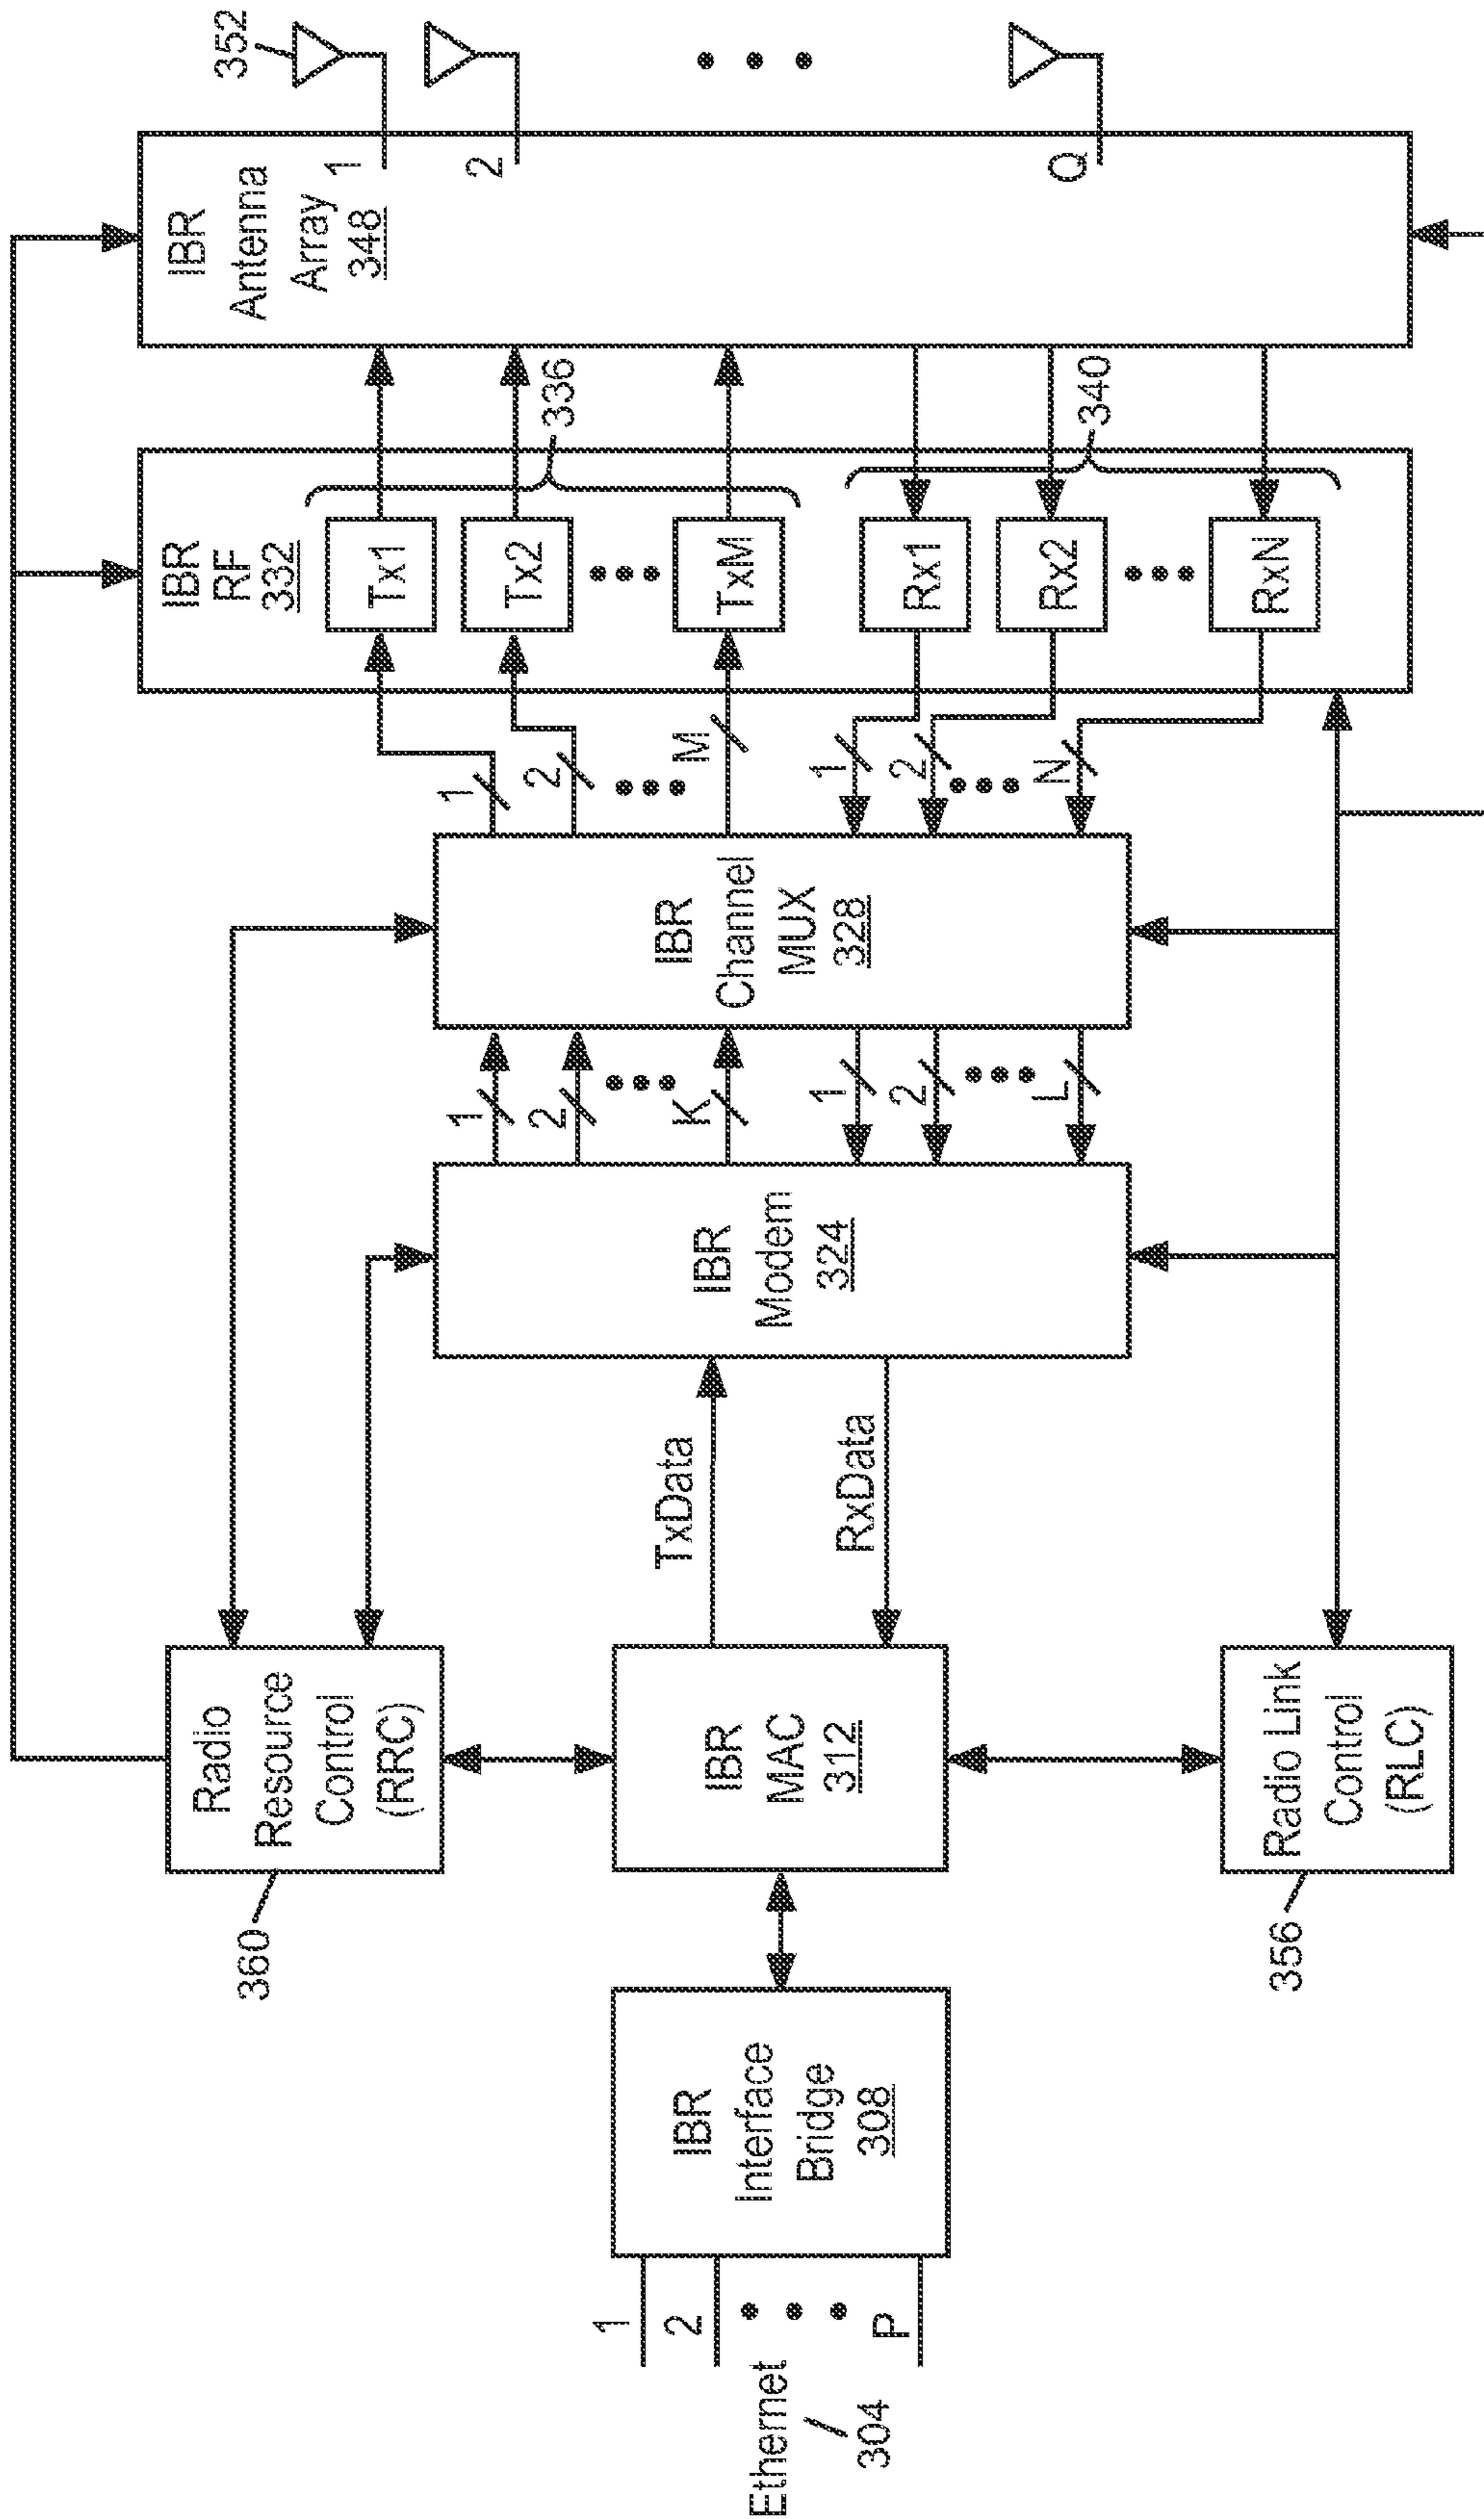 Ethernet
304
1
2
P
IBR
Interface
Bridge
308
360
Radio
Resource
Control
(RRC)
IBR
MAC
312
356
Radio Link
Control
(RLC)
TxData
RxData
IBR
Modem
324
1
2
K
1
2
L
IBR
Channel
MUX
328
1
2
M
1
2
N
IBR
RF
332
Tx1
Tx2
TxM
Rx1
Rx2
RxN
336
340
IBR
Antenna
Array
348
1
2
Q
352